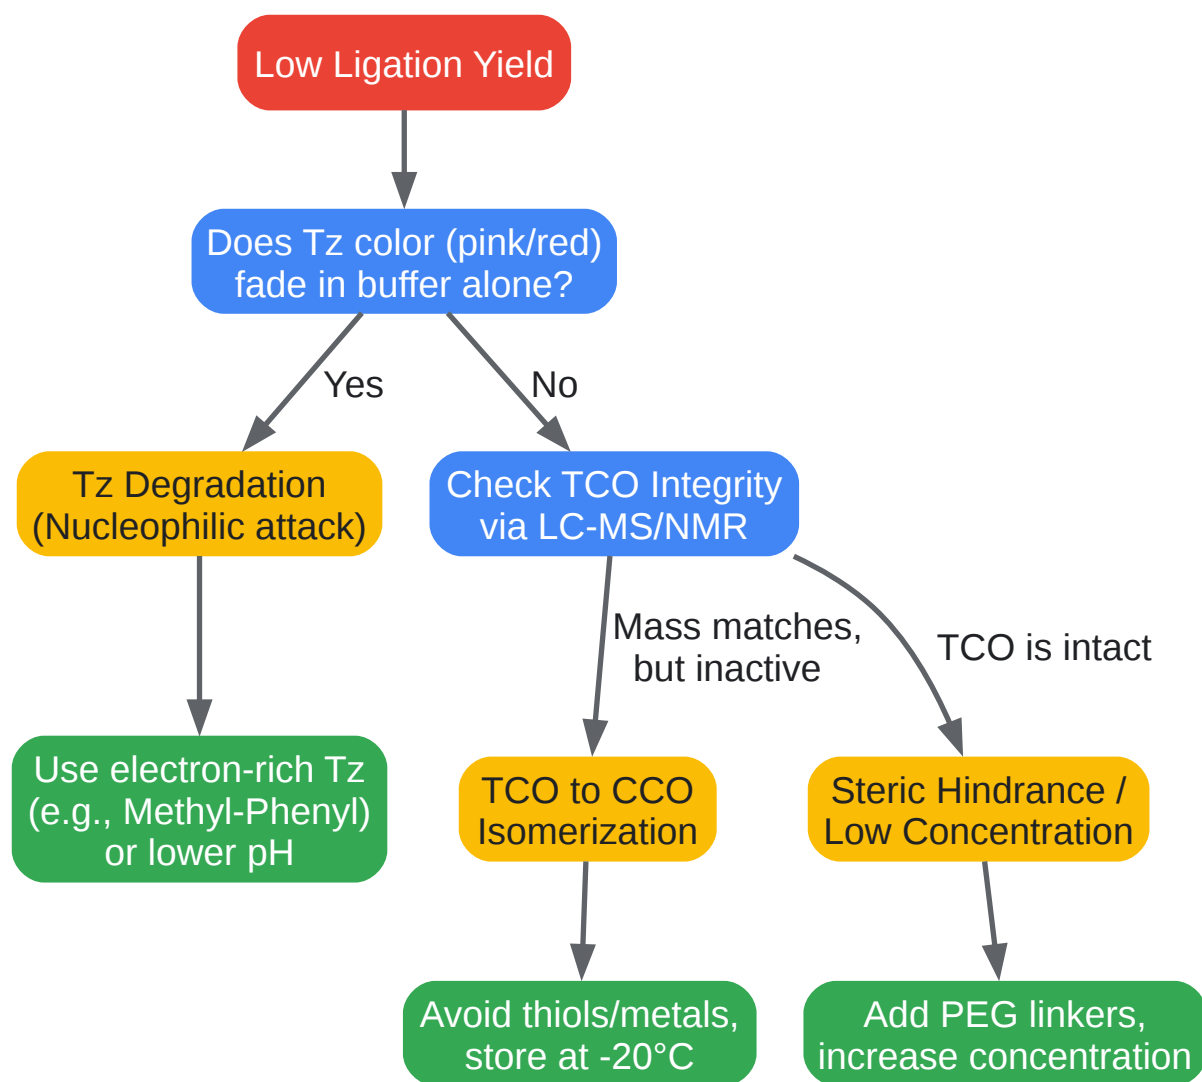 Low Ligation Yield
Does Tz color (pink/red)
fade in buffer alone?
Yes
No
Tz Degradation
(Nucleophilic attack)
Check TCO Integrity
via LC-MS/NMR
Mass matches,
but inactive
TCO is intact
Use electron-rich Tz
(e.g., Methyl-Phenyl)
or lower pH
TCO to CCO
Isomerization
Steric Hindrance /
Low Concentration
Avoid thiols/metals,
store at -20°C
Add PEG linkers,
increase concentration